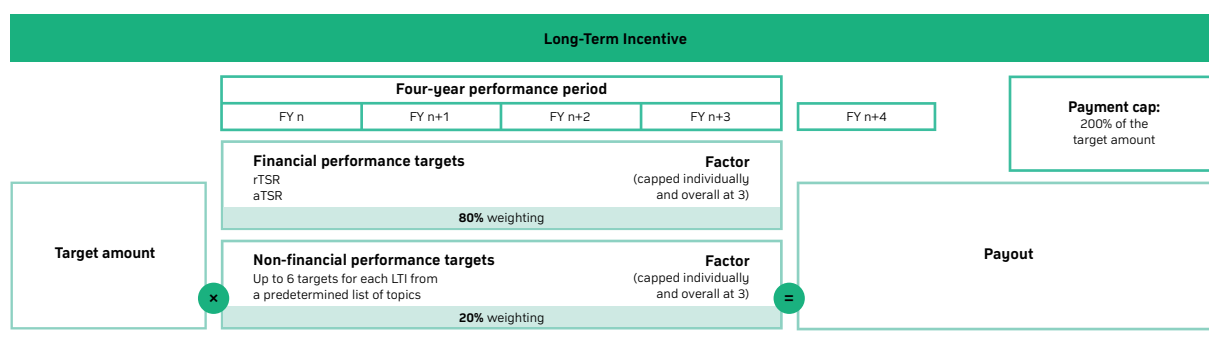 Long-Term Incentive
Four-year performance period
FY n
FY n+1
FY n+2
FY n+3
FY n+4
Payment cap:
200% of the
target amount
Target amount
×
Financial performance targets
rTSR
aTSR
Factor
(capped individually
and overall at 3)
80% weighting
Non-financial performance targets
Up to 6 targets for each LTI from
a predetermined list of topics
Factor
(capped individually
and overall at 3)
20% weighting
=
Payout